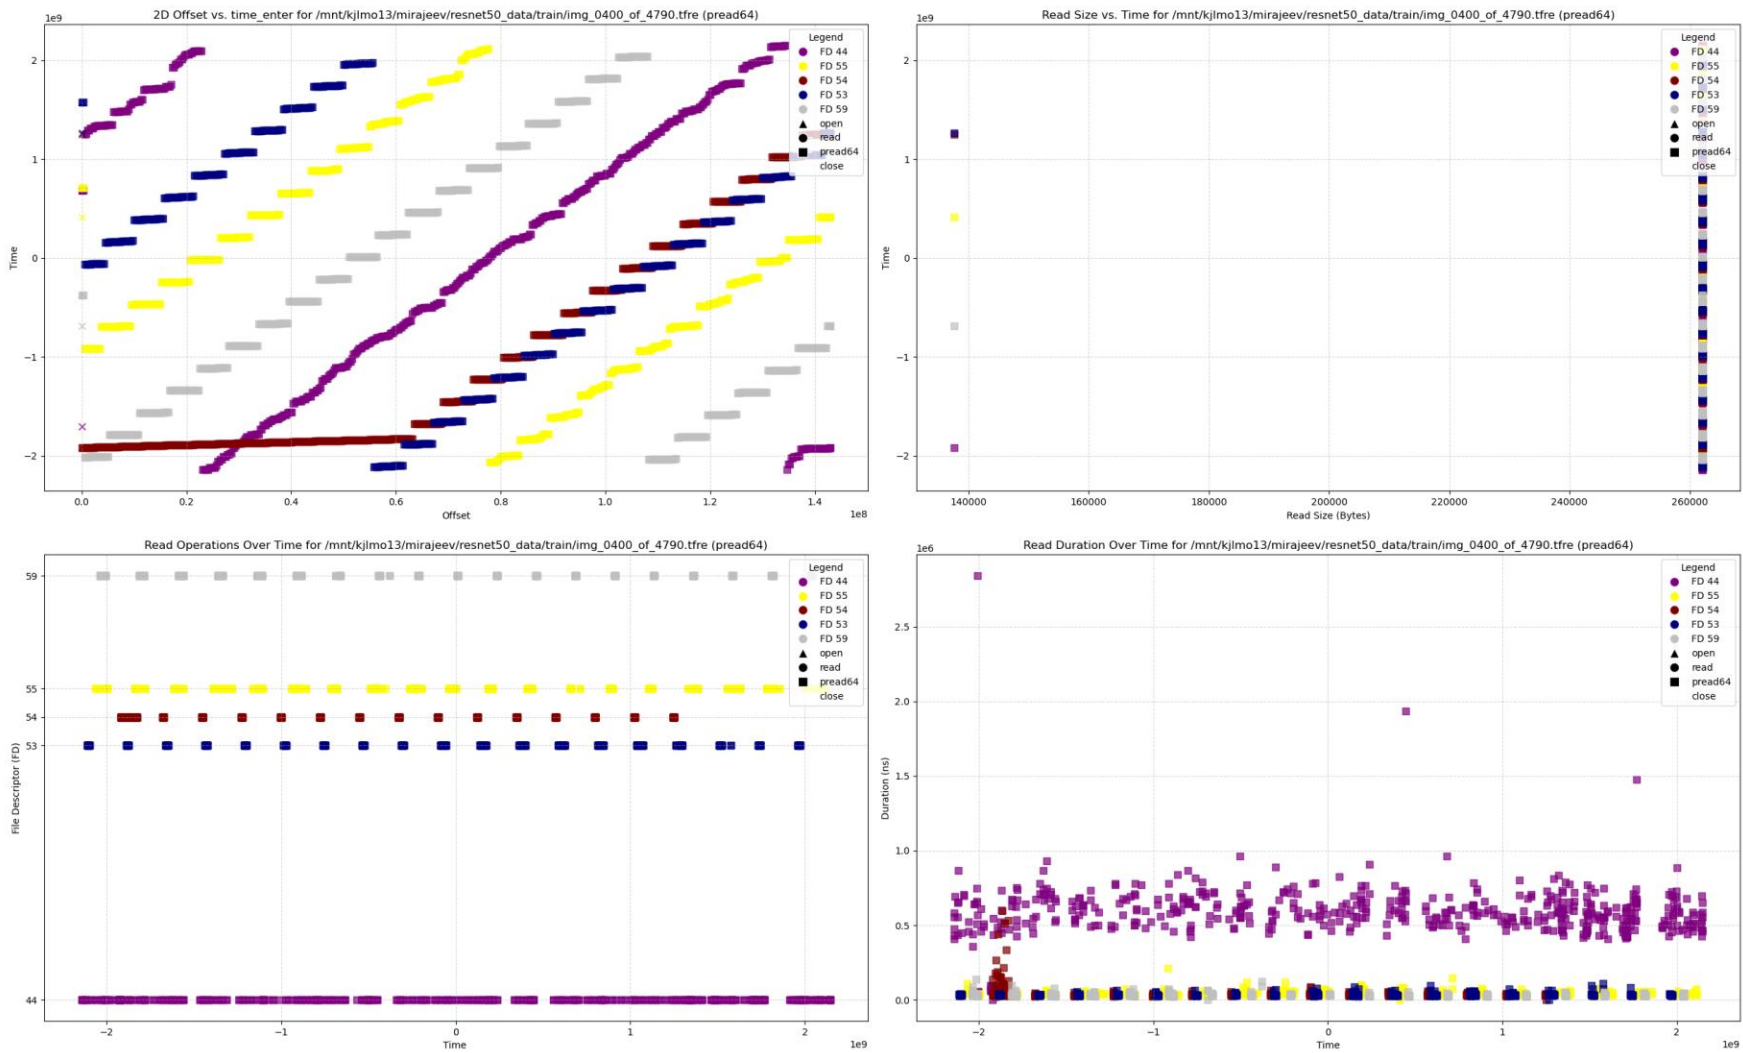 2D Offset vs. time_enter for /mnt/kjlmo13/mirajeev/resnet50_data/train/img_0400_of_4790.tfre (pread64)
1e9
Legend
FD 44
FD 55
FD 54
FD 53
FD 59
open
read
pread64
close
2
1
0
−1
−2
Time
0.0 0.2 0.4 0.6 0.8 1.0 1.2 1.4
1e8
Offset
Read Size vs. Time for /mnt/kjlmo13/mirajeev/resnet50_data/train/img_0400_of_4790.tfre (pread64)
1e9
Legend
FD 44
FD 55
FD 54
FD 53
FD 59
open
read
pread64
close
2
1
0
−1
−2
Time
140000 160000 180000 200000 220000 240000 260000
Read Size (Bytes)
Read Operations Over Time for /mnt/kjlmo13/mirajeev/resnet50_data/train/img_0400_of_4790.tfre (pread64)
Legend
FD 44
FD 55
FD 54
FD 53
FD 59
open
read
pread64
close
59
55
54
53
44
File Descriptor (FD)
−2 −1 0 1 2
1e9
Time
Read Duration Over Time for /mnt/kjlmo13/mirajeev/resnet50_data/train/img_0400_of_4790.tfre (pread64)
1e6
Legend
FD 44
FD 55
FD 54
FD 53
FD 59
open
read
pread64
close
2.5
2.0
1.5
1.0
0.5
0.0
Duration (ns)
−2 −1 0 1 2
1e9
Time